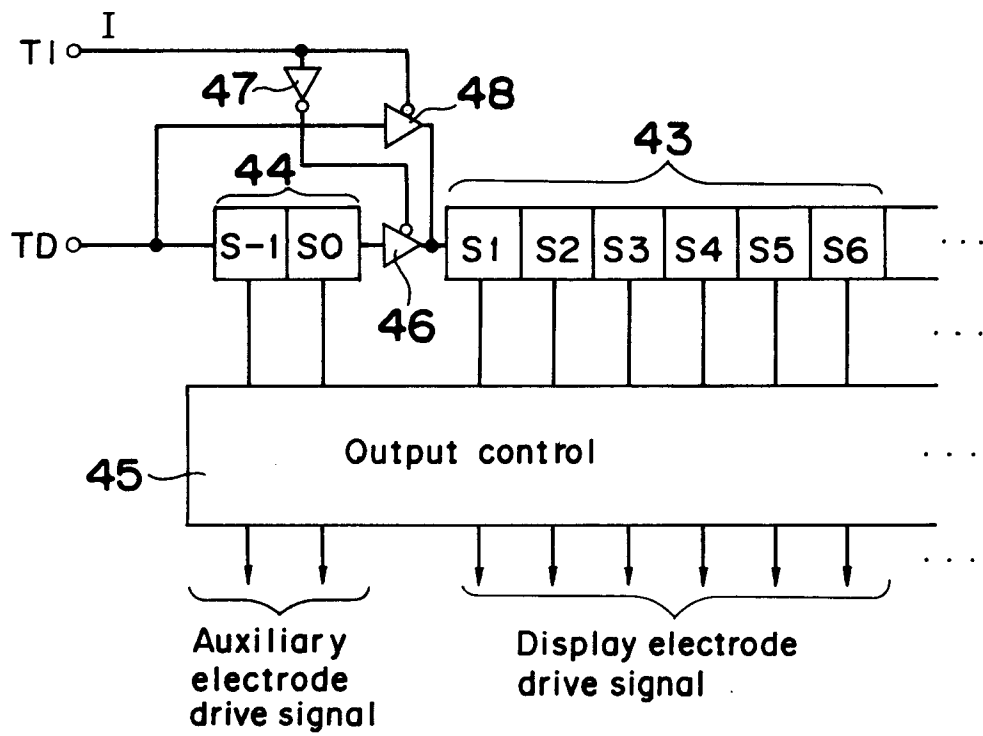 I
TI
47
48
43
44
TD
S-1 S0
S1 S2 S3 S4 S5 S6 ...
46
...
Output control
45
...
...
Auxiliary
electrode
drive signal
Display electrode
drive signal